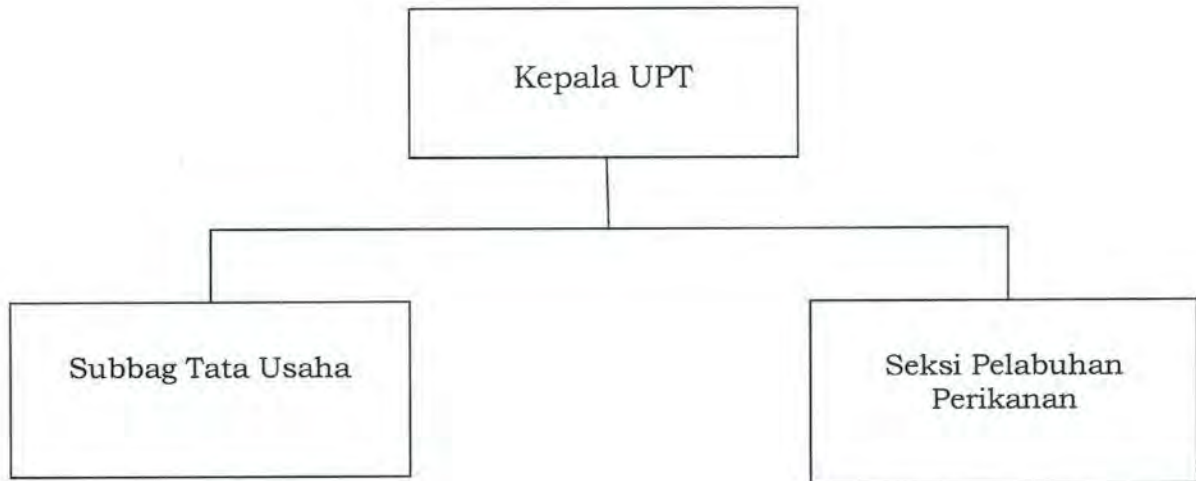 Kepala UPT
Subbag Tata Usaha
Seksi Pelabuhan
Perikanan